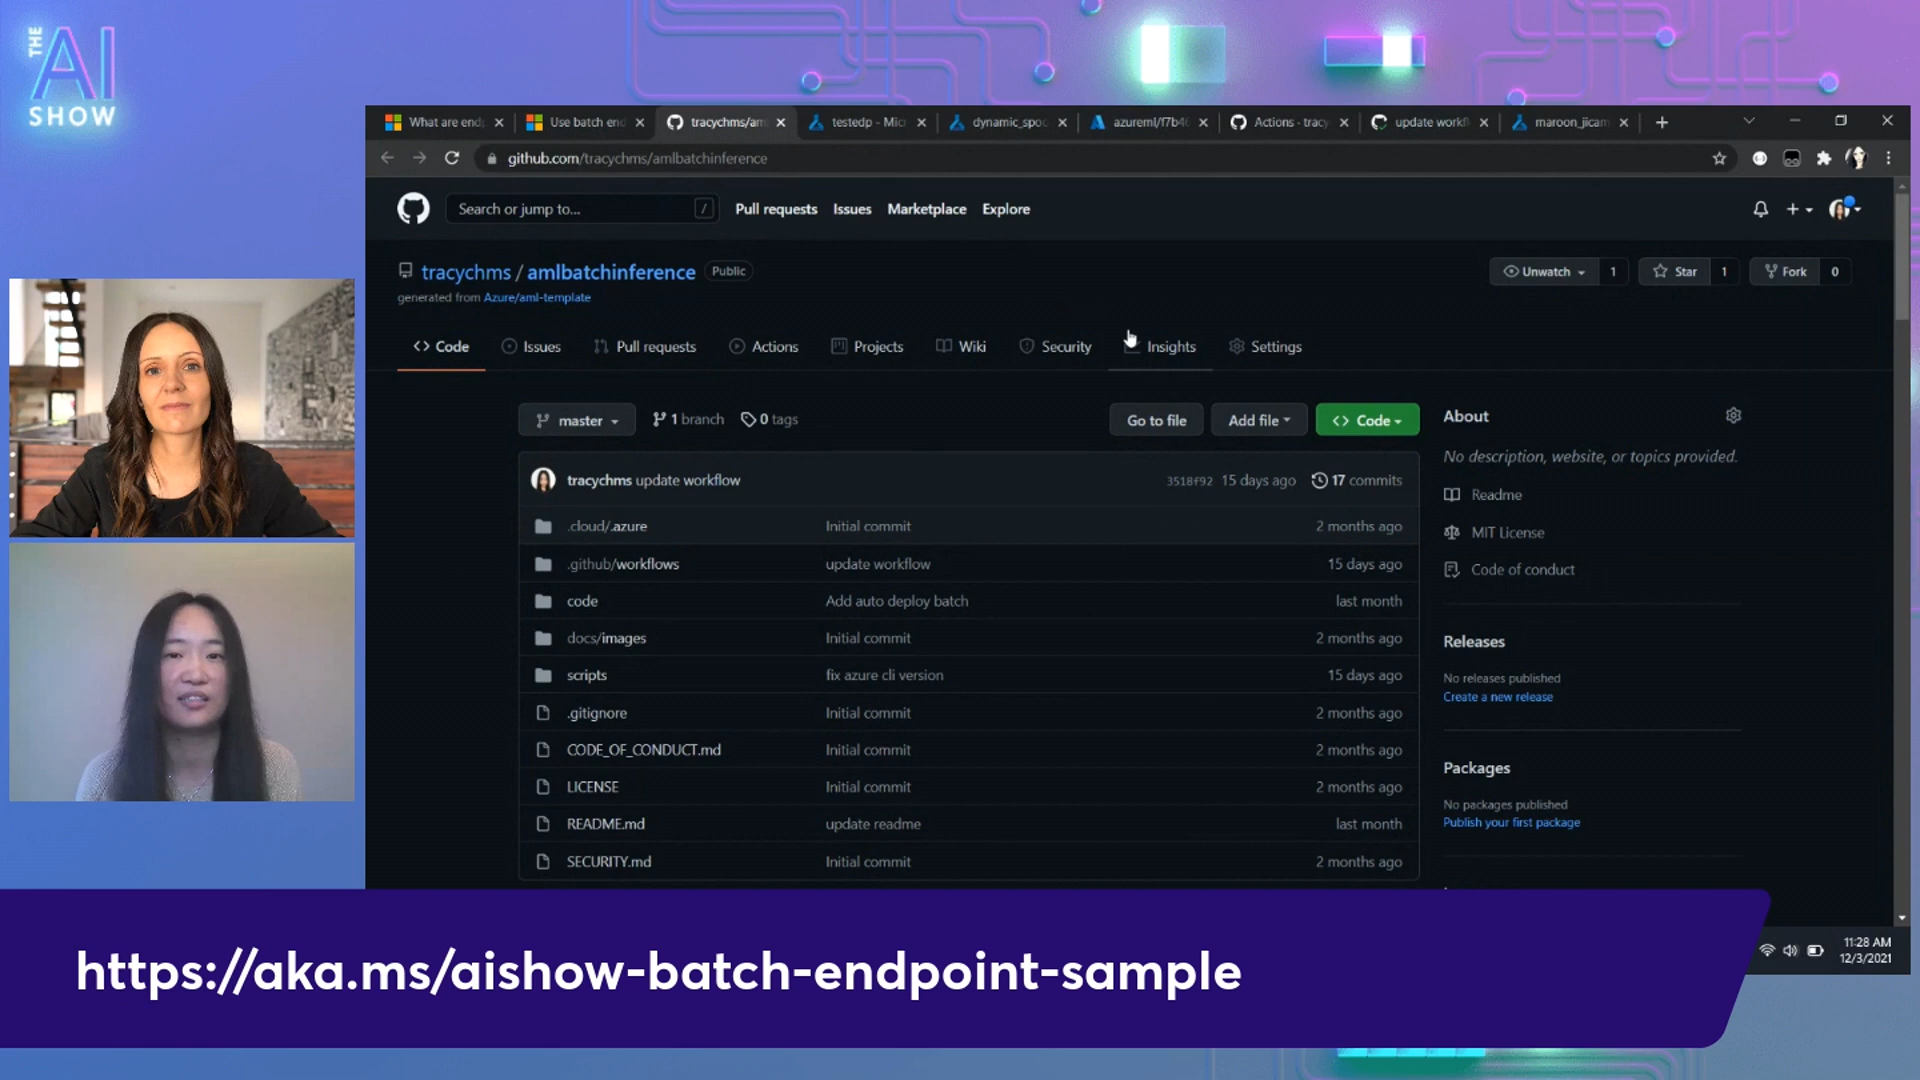 THE
AI
SHOW
What are end
Use batch en
tracychms/am
testedp - Mic
dynamic_spo
azureml/f7b4
Actions - tracy
update workfl
maroon_jicam
github.com/tracychms/amlbatchinference
Search or jump to... /
Pull requests Issues Marketplace Explore
tracychms / amlbatchinference Public
Unwatch 1 Star 1 Fork 0
generated from Azure/aml-template
Code Issues Pull requests Actions Projects Wiki Security Insights Settings
master 1 branch 0 tags Go to file Add file Code
tracychms update workflow 3518f92 15 days ago 17 commits
.cloud/.azure Initial commit 2 months ago
.github/workflows update workflow 15 days ago
code Add auto deploy batch last month
docs/images Initial commit 2 months ago
scripts fix azure cli version 15 days ago
.gitignore Initial commit 2 months ago
CODE_OF_CONDUCT.md Initial commit 2 months ago
LICENSE Initial commit 2 months ago
README.md update readme last month
SECURITY.md Initial commit 2 months ago
About
No description, website, or topics provided.
Readme
MIT License
Code of conduct
Releases
No releases published
Create a new release
Packages
No packages published
Publish your first package
11:28 AM
12/3/2021
https://aka.ms/aishow-batch-endpoint-sample